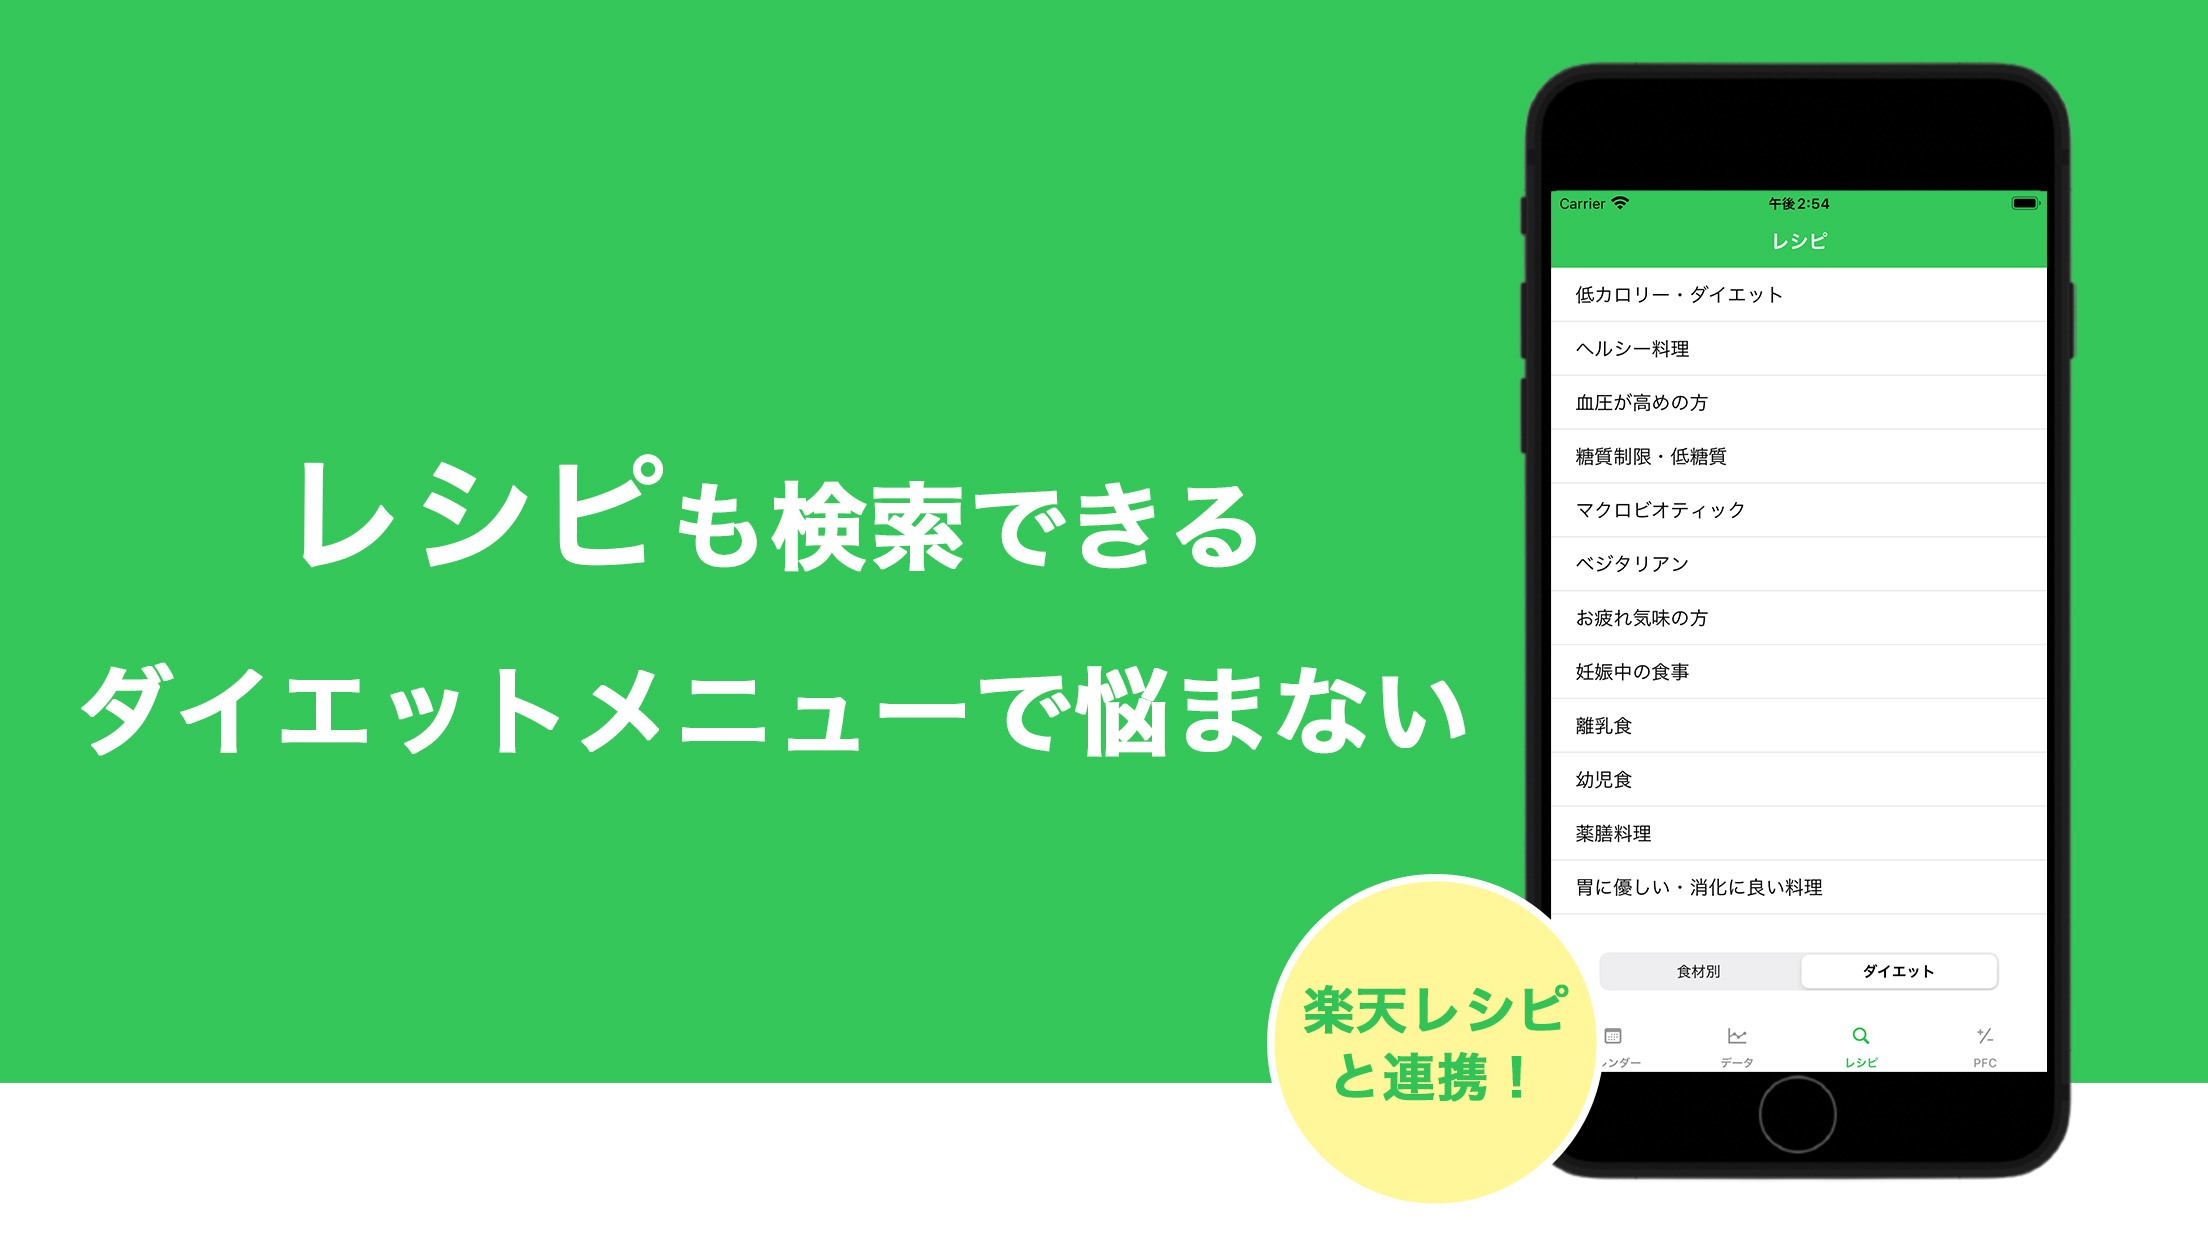 レシピも検索できる
ダイエットメニューで悩まない
楽天レシピ
と連携！
Carrier 午後2:54
レシピ
低カロリー・ダイエット
ヘルシー料理
血圧が高めの方
糖質制限・低糖質
マクロビオティック
ベジタリアン
お疲れ気味の方
妊娠中の食事
離乳食
幼児食
薬膳料理
胃に優しい・消化に良い料理
食材別 ダイエット
ンダー データ レシピ PFC